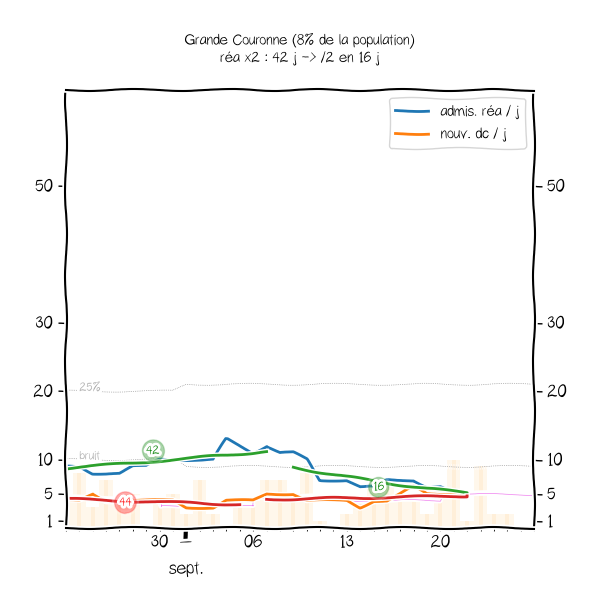 Grande Couronne (8% de la population)
réa x2 : 42 j -> /2 en 16 j
admis. réa / j
nouv. dc / j
50 50
30 30
25%
20 20
42
bruit
10 10
16
5 5
44
1 1
30 06 13 20
sept.